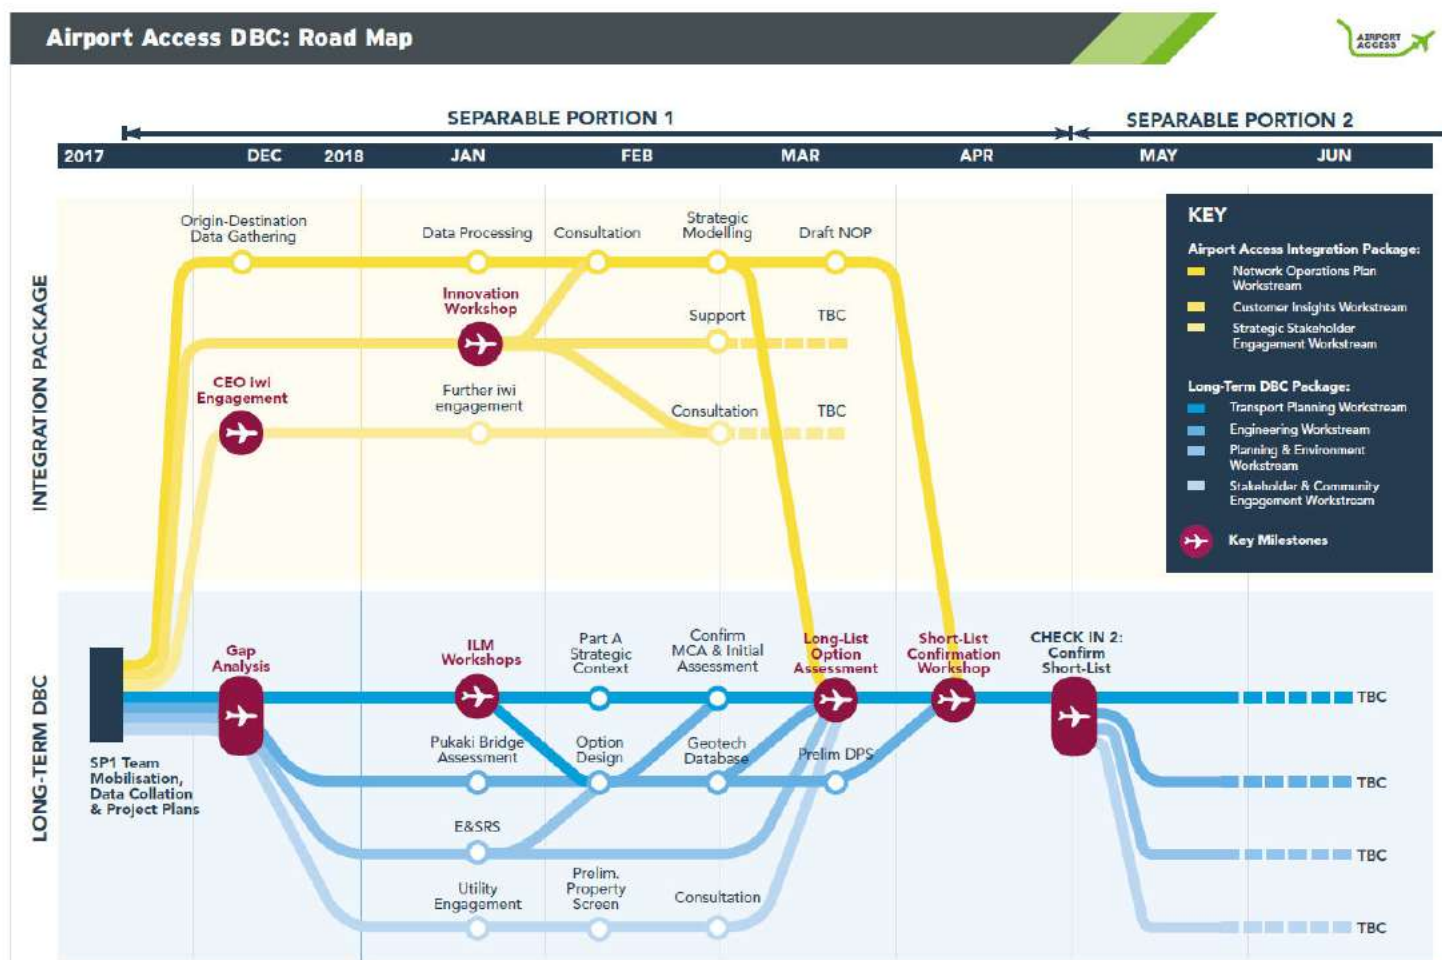 Airport Access DBC: Road Map
AIRPORT
ACCESS
SEPARABLE PORTION 1
SEPARABLE PORTION 2
2017 DEC 2018 JAN FEB MAR APR MAY JUN
INTEGRATION PACKAGE
Origin-Destination
Data Gathering
Data Processing
Consultation
Strategic
Modelling
Draft NOP
Innovation
Workshop
Support
TBC
CEO iwi
Engagement
Further iwi
engagement
Consultation
TBC
KEY
Airport Access Integration Package:
Network Operations Plan
Workstream
Customer Insights Workstream
Strategic Stakeholder
Engagement Workstream
Long-Term DBC Package:
Transport Planning Workstream
Engineering Workstream
Planning & Environment
Workstream
Stakeholder & Community
Engagement Workstream
Key Milestones
LONG-TERM DBC
SP1 Team
Mobilisation,
Data Collation
& Project Plans
Gap
Analysis
ILM
Workshops
Part A
Strategic
Context
Confirm
MCA & Initial
Assessment
Long-List
Option
Assessment
Short-List
Confirmation
Workshop
CHECK IN 2:
Confirm
Short-List
TBC
Pukaki Bridge
Assessment
Option
Design
Geotech
Database
Prelim DPS
TBC
E&SRS
TBC
Utility
Engagement
Prelim.
Property
Screen
Consultation
TBC